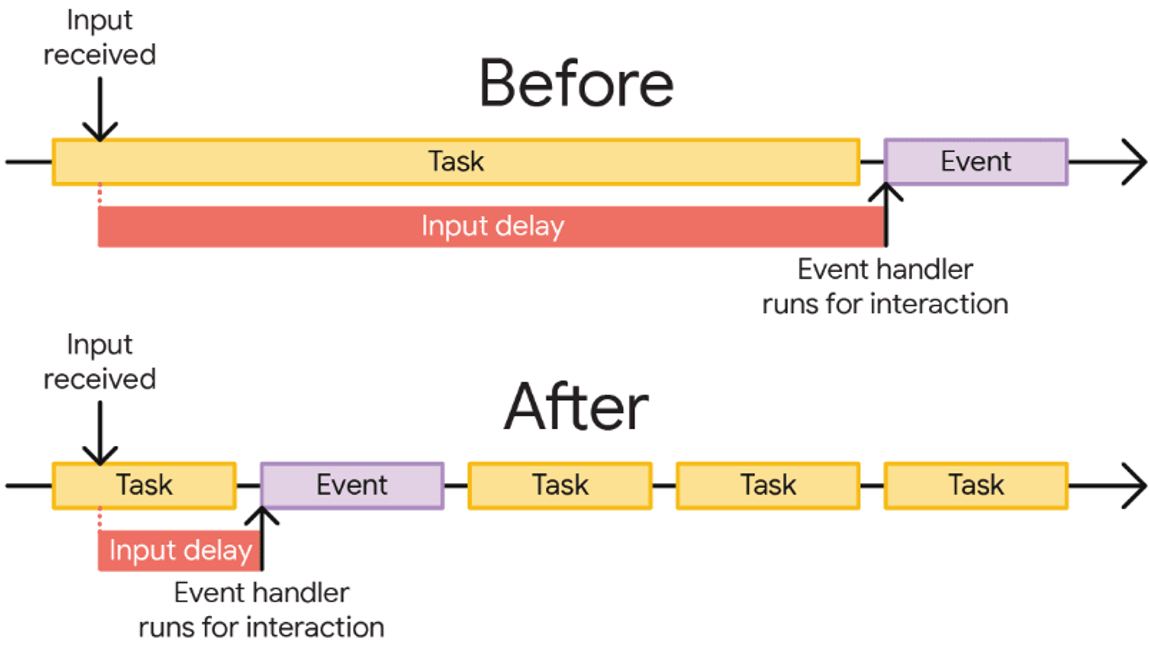 Input
received
Before
Task
Event
Input delay
Event handler
runs for interaction
Input
received
After
Task
Event
Task
Task
Task
Input delay
Event handler
runs for interaction